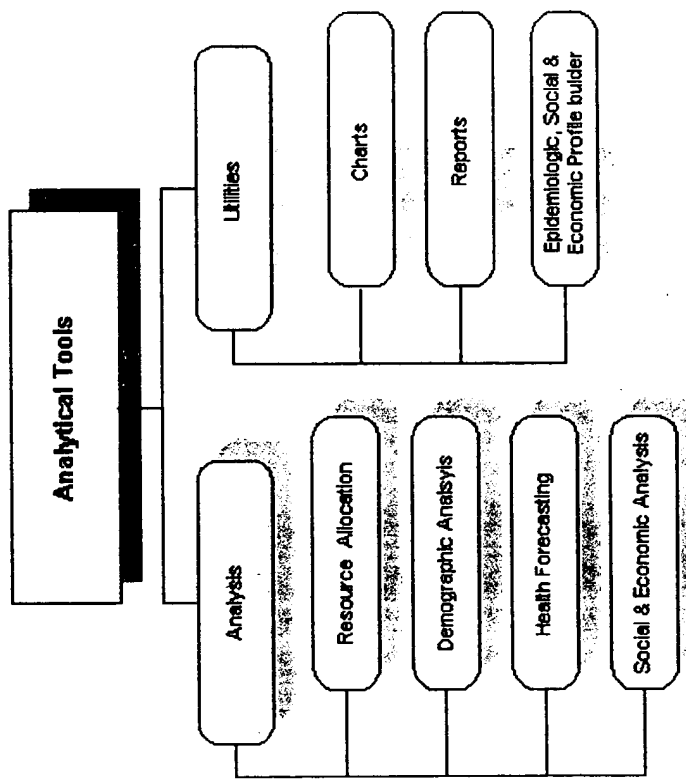 Analytical Tools
Analysis
Resource Allocation
Demographic Analsyis
Health Forecasting
Social & Economic Analysis
Utilities
Charts
Reports
Epidemiologic, Social &
Economic Profile builder